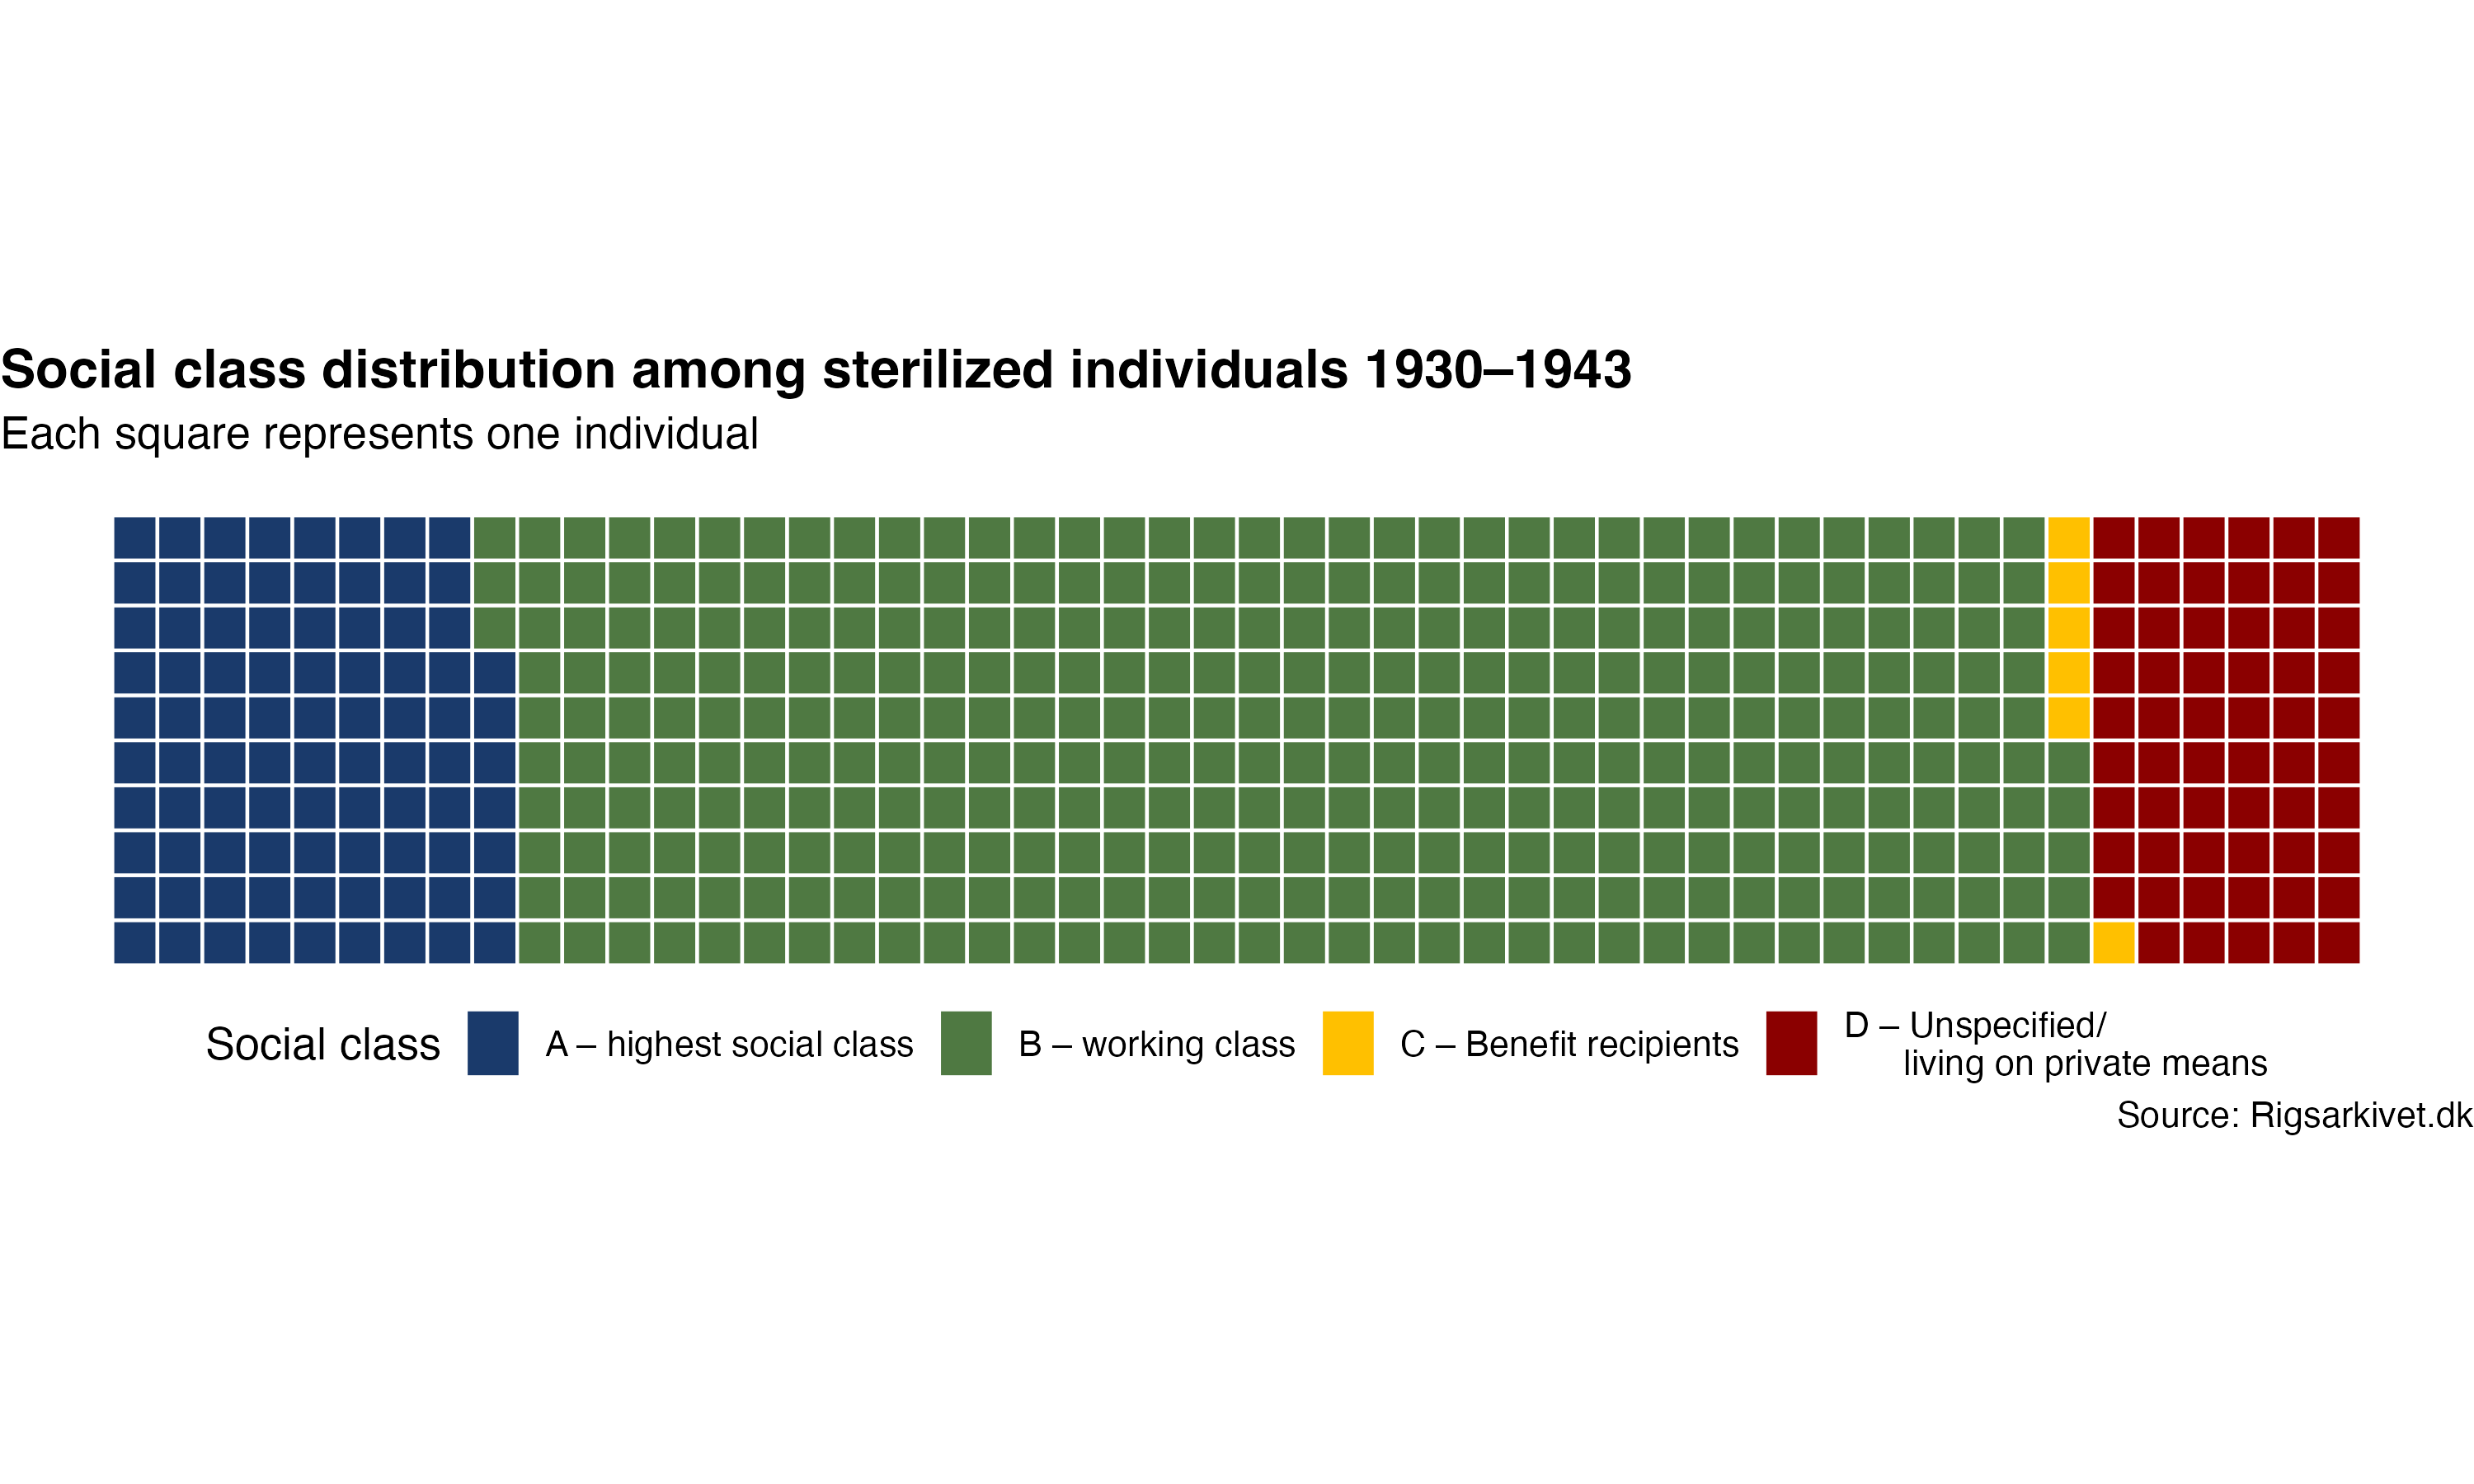 Social class distribution among sterilized individuals 1930–1943
Each square represents one individual
Social class
A – highest social class
B – working class
C – Benefit recipients
D – Unspecified/
living on private means
Source: Rigsarkivet.dk